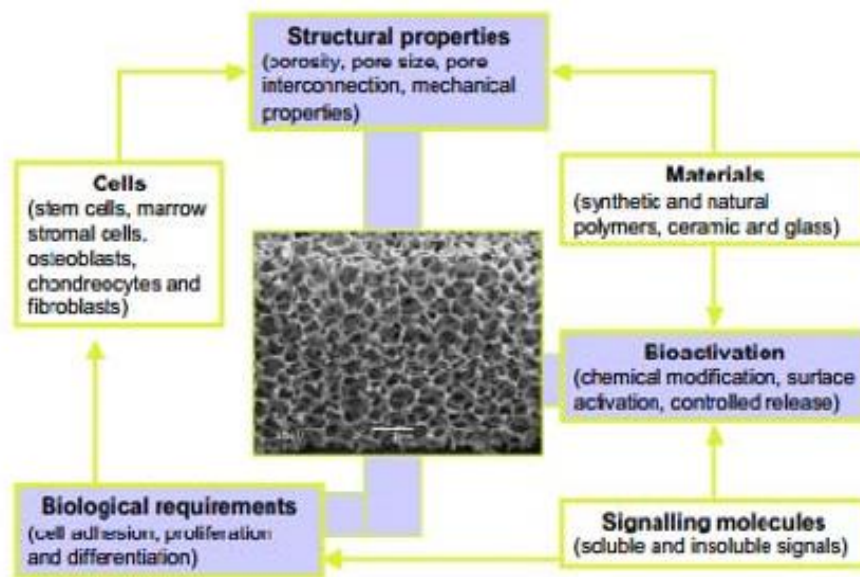 Structural properties
(porosity, pore size, pore
interconnection, mechanical
properties)
Cells
(stem cells, marrow
stromal cells,
osteoblasts,
chondreocytes and
fibroblasts)
Materials
(synthetic and natural
polymers, ceramic and glass)
Bioactivation
(chemical modification, surface
activation, controlled release)
Biological requirements
(cell adhesion, proliferation
and differentiation)
Signalling molecules
(soluble and insoluble signals)